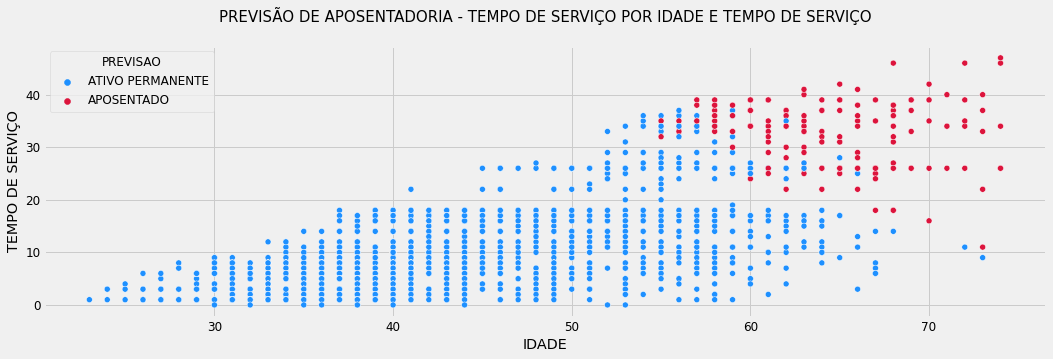 PREVISÃO DE APOSENTADORIA - TEMPO DE SERVIÇO POR IDADE E TEMPO DE SERVIÇO
PREVISAO
ATIVO PERMANENTE
APOSENTADO
TEMPO DE SERVIÇO
40
30
20
10
0
30
40
50
60
70
IDADE